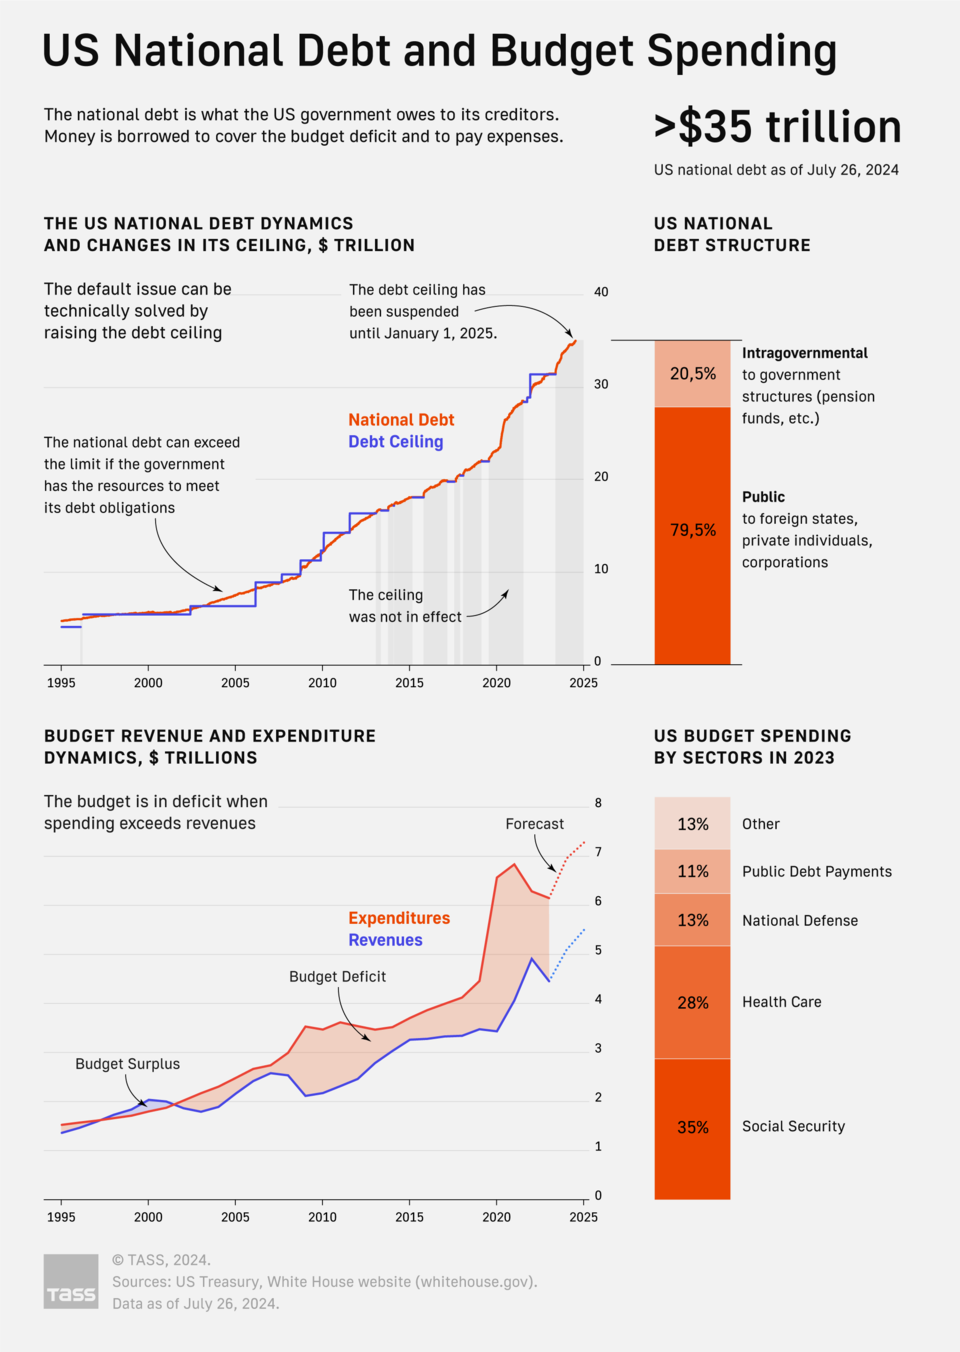 US National Debt and Budget Spending
The national debt is what the US government owes to its creditors.
Money is borrowed to cover the budget deficit and to pay expenses.
>$35 trillion
US national debt as of July 26, 2024
THE US NATIONAL DEBT DYNAMICS
AND CHANGES IN ITS CEILING, $ TRILLION
The default issue can be
technically solved by
raising the debt ceiling
The debt ceiling has
been suspended
until January 1, 2025.
National Debt
Debt Ceiling
The national debt can exceed
the limit if the government
has the resources to meet
its debt obligations
The ceiling
was not in effect
40
30
20
10
0
1995
2000
2005
2010
2015
2020
2025
US NATIONAL
DEBT STRUCTURE
20,5%
Intragovernmental
to government
structures (pension
funds, etc.)
79,5%
Public
to foreign states,
private individuals,
corporations
BUDGET REVENUE AND EXPENDITURE
DYNAMICS, $ TRILLIONS
The budget is in deficit when
spending exceeds revenues
Forecast
Expenditures
Revenues
Budget Deficit
Budget Surplus
8
7
6
5
4
3
2
1
0
1995
2000
2005
2010
2015
2020
2025
US BUDGET SPENDING
BY SECTORS IN 2023
13%
Other
11%
Public Debt Payments
13%
National Defense
28%
Health Care
35%
Social Security
TASS
© TASS, 2024.
Sources: US Treasury, White House website (whitehouse.gov).
Data as of July 26, 2024.